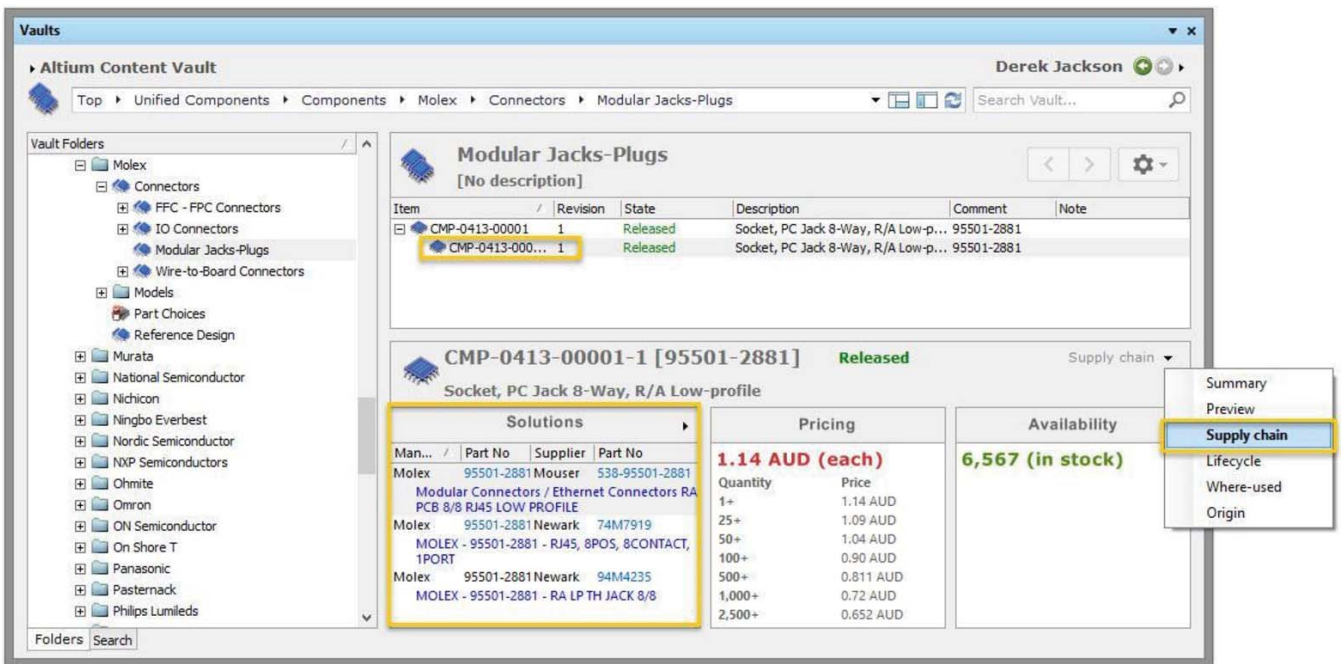 Vaults
Altium Content Vault
Derek Jackson
Top Unified Components Components Molex Connectors Modular Jacks-Plugs
Search Vault...
Vault Folders
Molex
Connectors
FFC - FPC Connectors
IO Connectors
Modular Jacks-Plugs
Wire-to-Board Connectors
Models
Part Choices
Reference Design
Murata
National Semiconductor
Nichicon
Ningbo Everbest
Nordic Semiconductor
NXP Semiconductors
Ohmite
Omron
ON Semiconductor
On Shore T
Panasonic
Pasternack
Philips Lumileds
Folders Search
Modular Jacks-Plugs
[No description]
Item Revision State Description Comment Note
CMP-0413-00001 1 Released Socket, PC Jack 8-Way, R/A Low-p... 95501-2881
CMP-0413-000... 1 Released Socket, PC Jack 8-Way, R/A Low-p... 95501-2881
CMP-0413-00001-1 [95501-2881] Released Supply chain
Socket, PC Jack 8-Way, R/A Low-profile
Solutions
Man... / Part No Supplier Part No
Molex 95501-2881 Mouser 538-95501-2881
Modular Connectors / Ethernet Connectors RA
PCB 8/8 RJ45 LOW PROFILE
Molex 95501-2881 Newark 74M7919
MOLEX - 95501-2881 - RJ45, 8POS, 8CONTACT,
1PORT
Molex 95501-2881 Newark 94M4235
MOLEX - 95501-2881 - RA LP TH JACK 8/8
Pricing
1.14 AUD (each)
Quantity Price
1+ 1.14 AUD
25+ 1.09 AUD
50+ 1.04 AUD
100+ 0.90 AUD
500+ 0.811 AUD
1,000+ 0.72 AUD
2,500+ 0.652 AUD
Availability
6,567 (in stock)
Summary
Preview
Supply chain
Lifecycle
Where-used
Origin